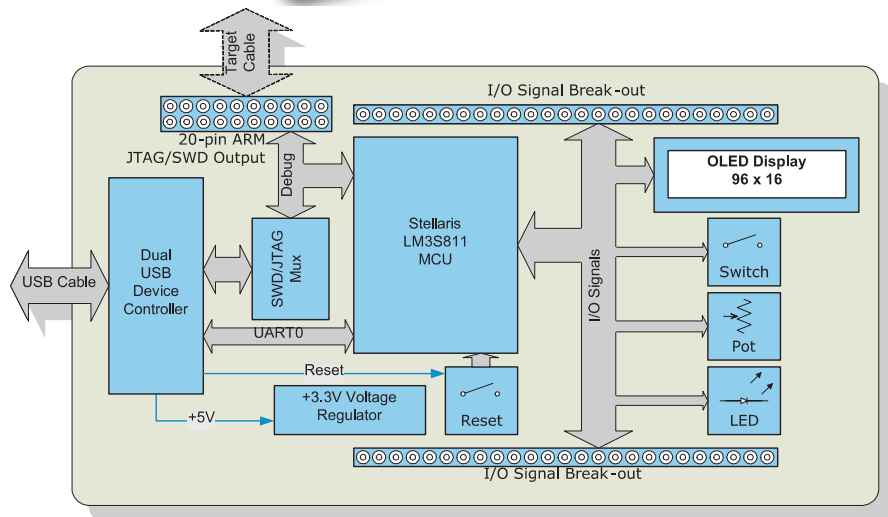 Target
Cable
I/O Signal Break-out
20-pin ARM
JTAG/SWD Output
Debug
OLED Display
96 x 16
Stellaris
LM3S811
MCU
Dual
USB
Device
Controller
SWD/JTAG
Mux
I/O Signals
Switch
USB Cable
UART0
Pot
Reset
+3.3V Voltage
Regulator
+5V
Reset
LED
I/O Signal Break-out